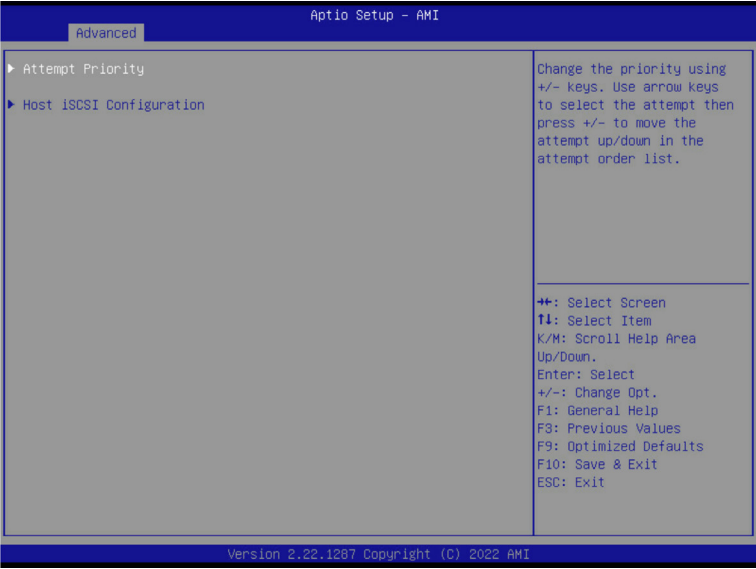 Aptio Setup – AMI
Advanced
Attempt Priority
Host iSCSI Configuration
Change the priority using
+/– keys. Use arrow keys
to select the attempt then
press +/– to move the
attempt up/down in the
attempt order list.
→←: Select Screen
↑↓: Select Item
K/M: Scroll Help Area
Up/Down.
Enter: Select
+/–: Change Opt.
F1: General Help
F3: Previous Values
F9: Optimized Defaults
F10: Save & Exit
ESC: Exit
Version 2.22.1287 Copyright (C) 2022 AMI